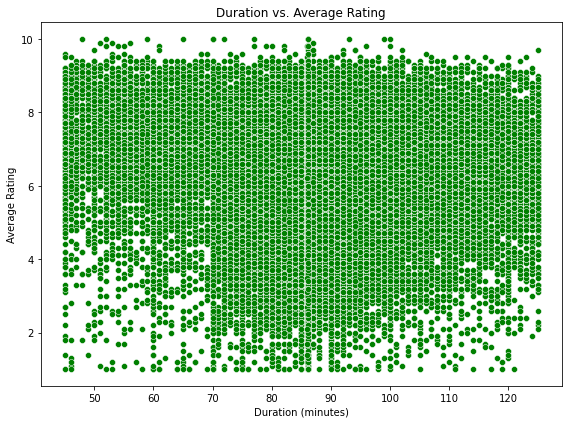 Duration vs. Average Rating
10
8
6
4
2
Average Rating
50 60 70 80 90 100 110 120
Duration (minutes)